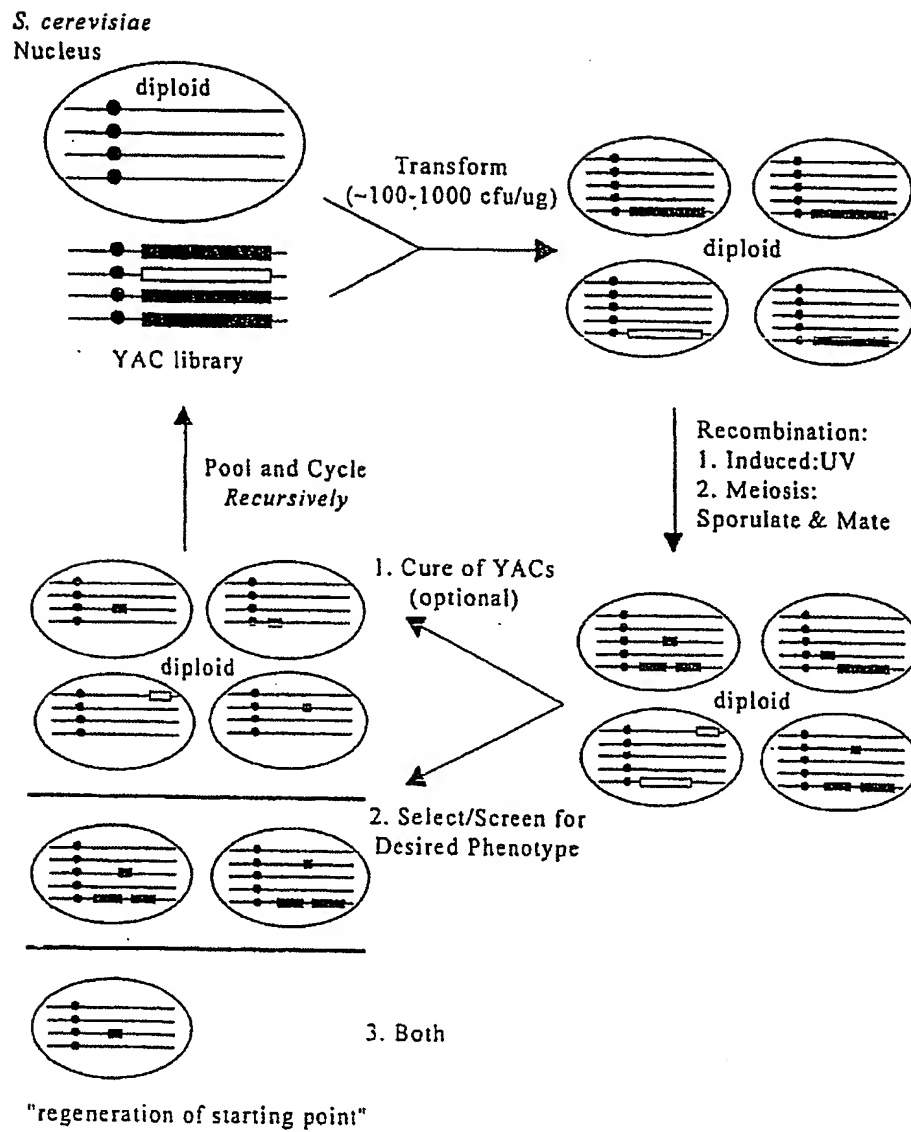 S. cerevisiae
Nucleus
diploid
YAC library
Transform
(~100-1000 cfu/ug)
diploid
Recombination:
1. Induced:UV
2. Meiosis:
Sporulate & Mate
Pool and Cycle
Recursively
1. Cure of YACs
(optional)
diploid
diploid
2. Select/Screen for
Desired Phenotype
3. Both
"regeneration of starting point"